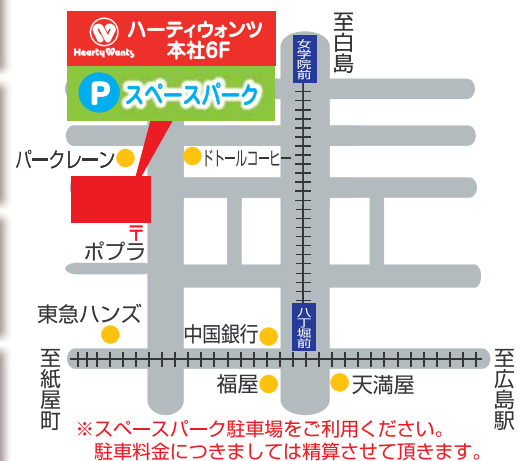 ハーティウォンツ
本社6F
Hearty Wants
P スペースパーク
至白島
女学院前
パークレーン
ドトールコーヒー
〒
ポプラ
東急ハンズ
中国銀行
八丁堀前
至紙屋町
福屋
天満屋
至広島駅
※スペースパーク駐車場をご利用ください。
駐車料金につきましては精算させて頂きます。